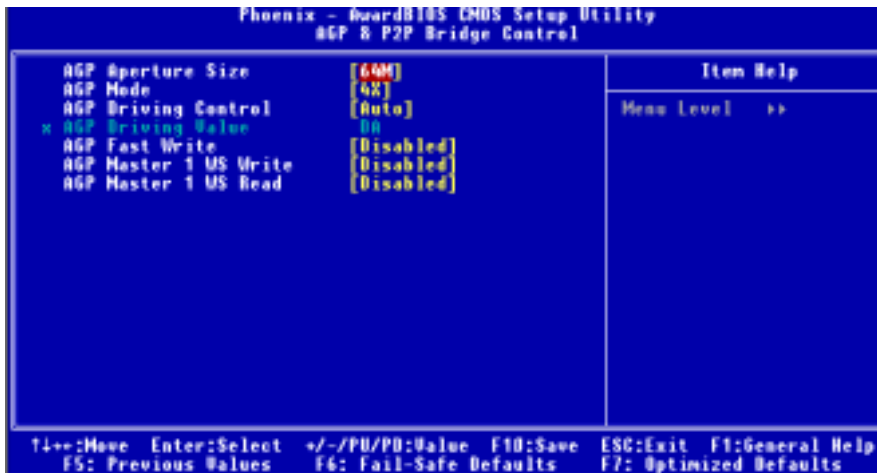 Phoenix - AwardBIOS CMOS Setup Utility
AGP & P2P Bridge Control
AGP Aperture Size [64M]
AGP Mode [4X]
AGP Driving Control [Auto]
x AGP Driving Value DA
AGP Fast Write [Disabled]
AGP Master 1 WS Write [Disabled]
AGP Master 1 WS Read [Disabled]
Item Help
Menu Level ▸▸
↑↓→←:Move Enter:Select +/-/PU/PD:Value F10:Save ESC:Exit F1:General Help
F5: Previous Values F6: Fail-Safe Defaults F7: Optimized Defaults